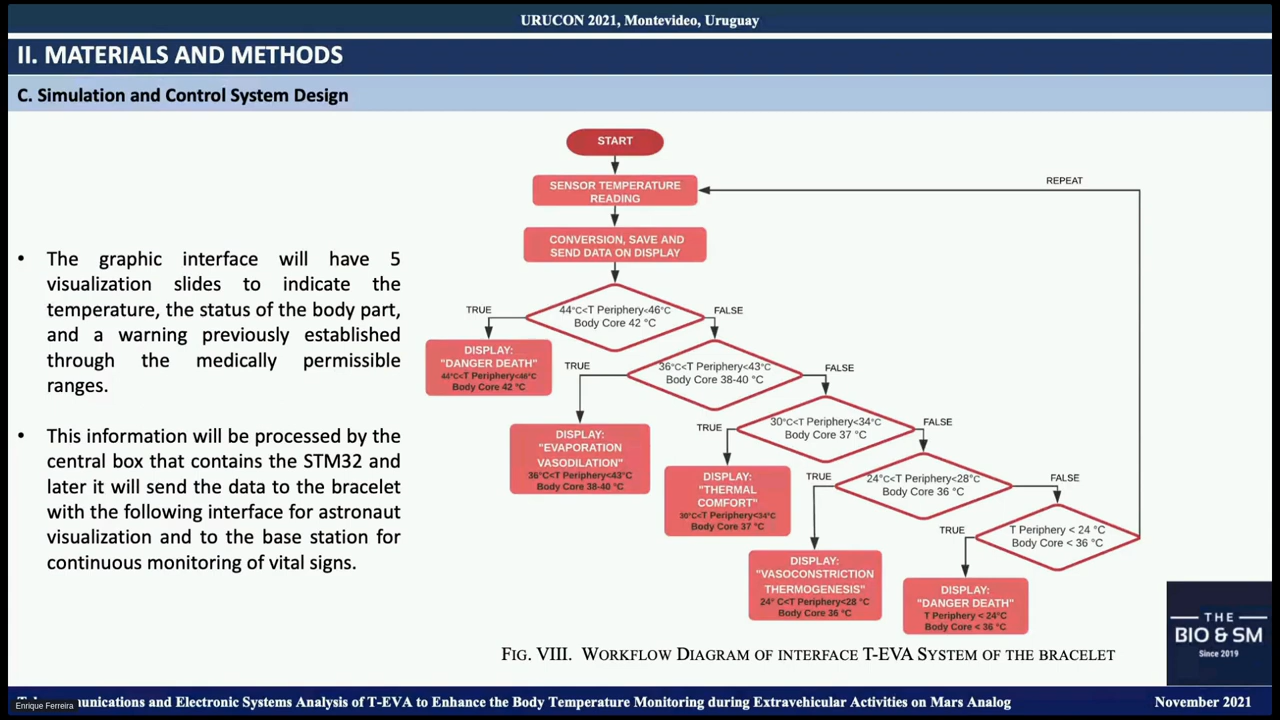 URUCON 2021, Montevideo, Uruguay
II. MATERIALS AND METHODS
C. Simulation and Control System Design
• The graphic interface will have 5
visualization slides to indicate the
temperature, the status of the body part,
and a warning previously established
through the medically permissible
ranges.
• This information will be processed by the
central box that contains the STM32 and
later it will send the data to the bracelet
with the following interface for astronaut
visualization and to the base station for
continuous monitoring of vital signs.
START
SENSOR TEMPERATURE
READING
REPEAT
CONVERSION, SAVE AND
SEND DATA ON DISPLAY
44°C<T Periphery<46°C
Body Core 42 °C
TRUE
FALSE
DISPLAY:
"DANGER DEATH"
44°C<T Periphery<46°C
Body Core 42 °C
36°C<T Periphery<43°C
Body Core 38-40 °C
TRUE
FALSE
DISPLAY:
"EVAPORATION
VASODILATION"
36°C<T Periphery<43°C
Body Core 38-40 °C
30°C<T Periphery<34°C
Body Core 37 °C
TRUE
FALSE
DISPLAY:
"THERMAL
COMFORT"
30°C<T Periphery<34°C
Body Core 37 °C
24°C<T Periphery<28°C
Body Core 36 °C
TRUE
FALSE
DISPLAY:
"VASOCONSTRICTION
THERMOGENESIS"
24° C<T Periphery<28 °C
Body Core 36 °C
T Periphery < 24 °C
Body Core < 36 °C
TRUE
DISPLAY:
"DANGER DEATH"
T Periphery < 24°C
Body Core < 36 °C
FIG. VIII. WORKFLOW DIAGRAM OF INTERFACE T-EVA SYSTEM OF THE BRACELET
THE
BIO & SM
Since 2019
Enrique Ferreira
Electronic Systems Analysis of T-EVA to Enhance the Body Temperature Monitoring during Extravehicular Activities on Mars Analog
November 2021